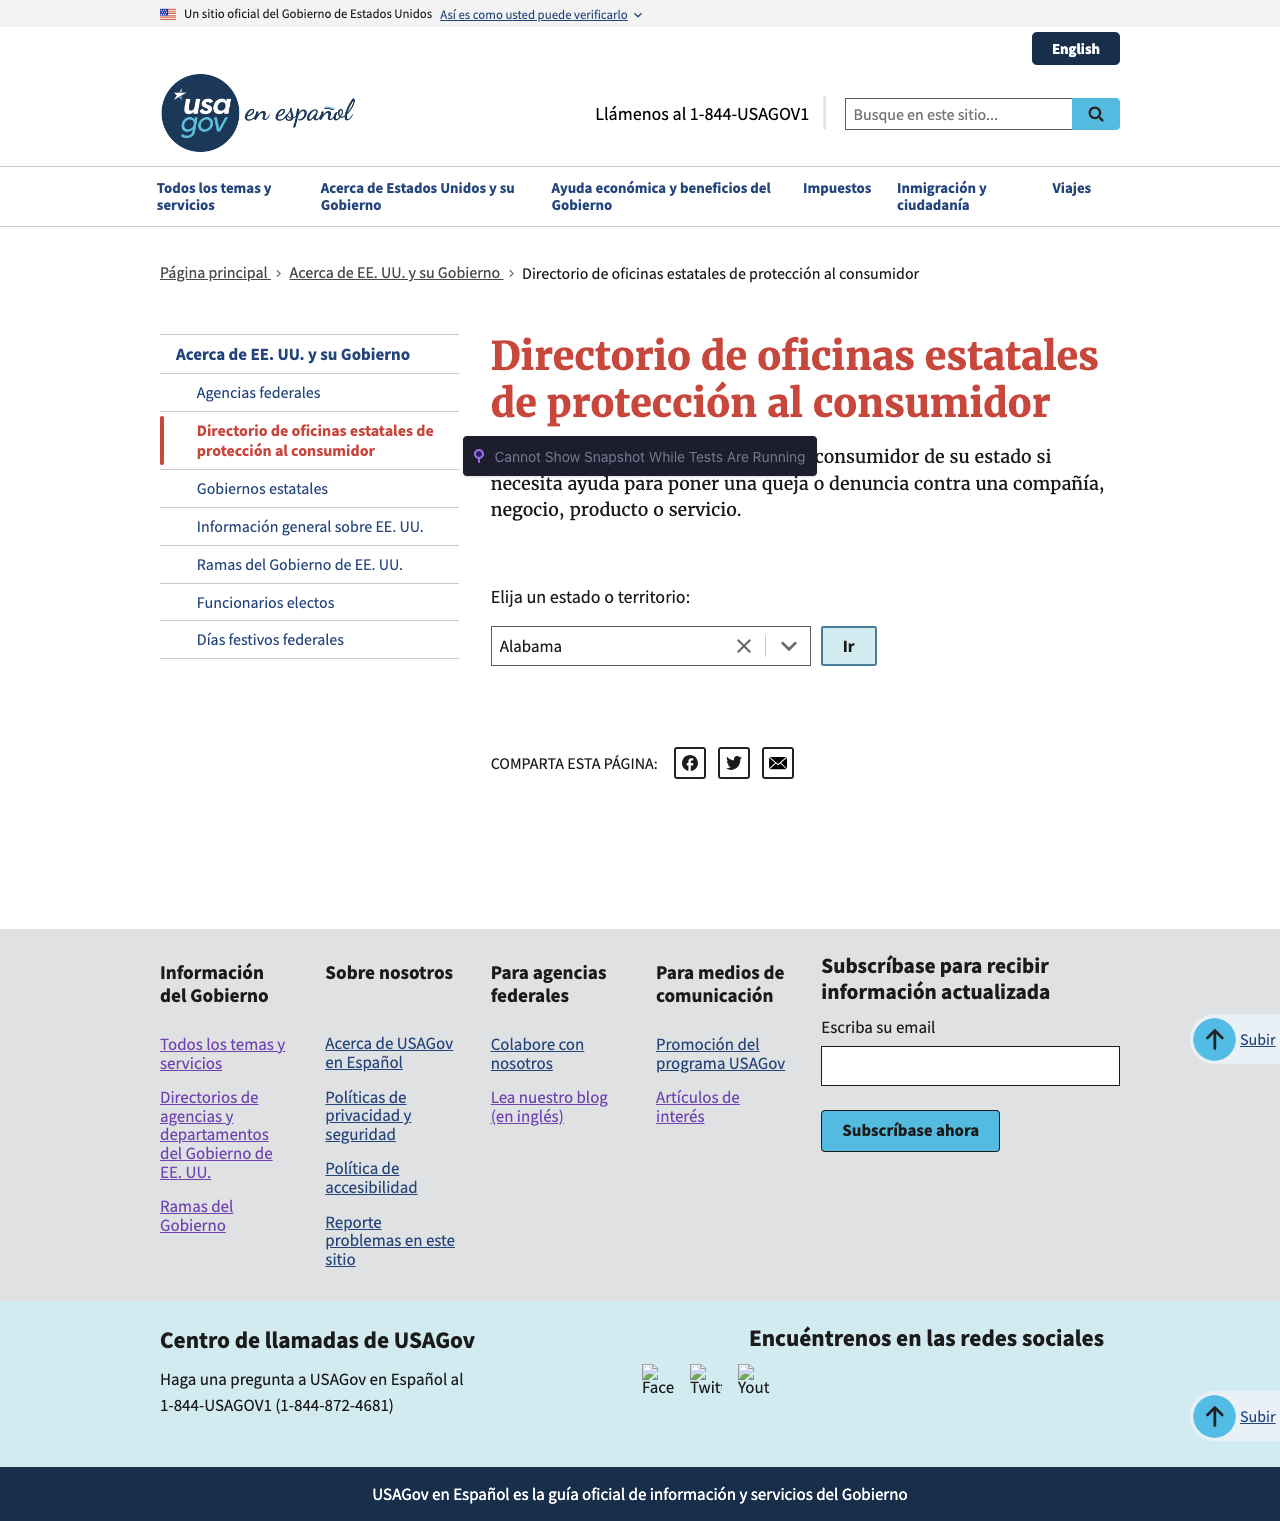 Un sitio oficial del Gobierno de Estados Unidos Así es como usted puede verificarlo
English
usa gov en español
Llámenos al 1-844-USAGOV1
Busque en este sitio...
Todos los temas y servicios
Acerca de Estados Unidos y su Gobierno
Ayuda económica y beneficios del Gobierno
Impuestos
Inmigración y ciudadanía
Viajes
Página principal
Acerca de EE. UU. y su Gobierno
Directorio de oficinas estatales de protección al consumidor
Acerca de EE. UU. y su Gobierno
Agencias federales
Directorio de oficinas estatales de
protección al consumidor
Gobiernos estatales
Información general sobre EE. UU.
Ramas del Gobierno de EE. UU.
Funcionarios electos
Días festivos federales
Directorio de oficinas estatales
de protección al consumidor
Cannot Show Snapshot While Tests Are Running
consumidor de su estado si
necesita ayuda para poner una queja o denuncia contra una compañía,
negocio, producto o servicio.
Elija un estado o territorio:
Alabama
Ir
COMPARTA ESTA PÁGINA:
Información
del Gobierno
Todos los temas y
servicios
Directorios de
agencias y
departamentos
del Gobierno de
EE. UU.
Ramas del
Gobierno
Sobre nosotros
Acerca de USAGov
en Español
Políticas de
privacidad y
seguridad
Política de
accesibilidad
Reporte
problemas en este
sitio
Para agencias
federales
Colabore con
nosotros
Lea nuestro blog
(en inglés)
Para medios de
comunicación
Promoción del
programa USAGov
Artículos de
interés
Subscríbase para recibir
información actualizada
Escriba su email
Subscríbase ahora
Subir
Centro de llamadas de USAGov
Haga una pregunta a USAGov en Español al
1-844-USAGOV1 (1-844-872-4681)
Encuéntrenos en las redes sociales
Face
Twit
Yout
Subir
USAGov en Español es la guía oficial de información y servicios del Gobierno